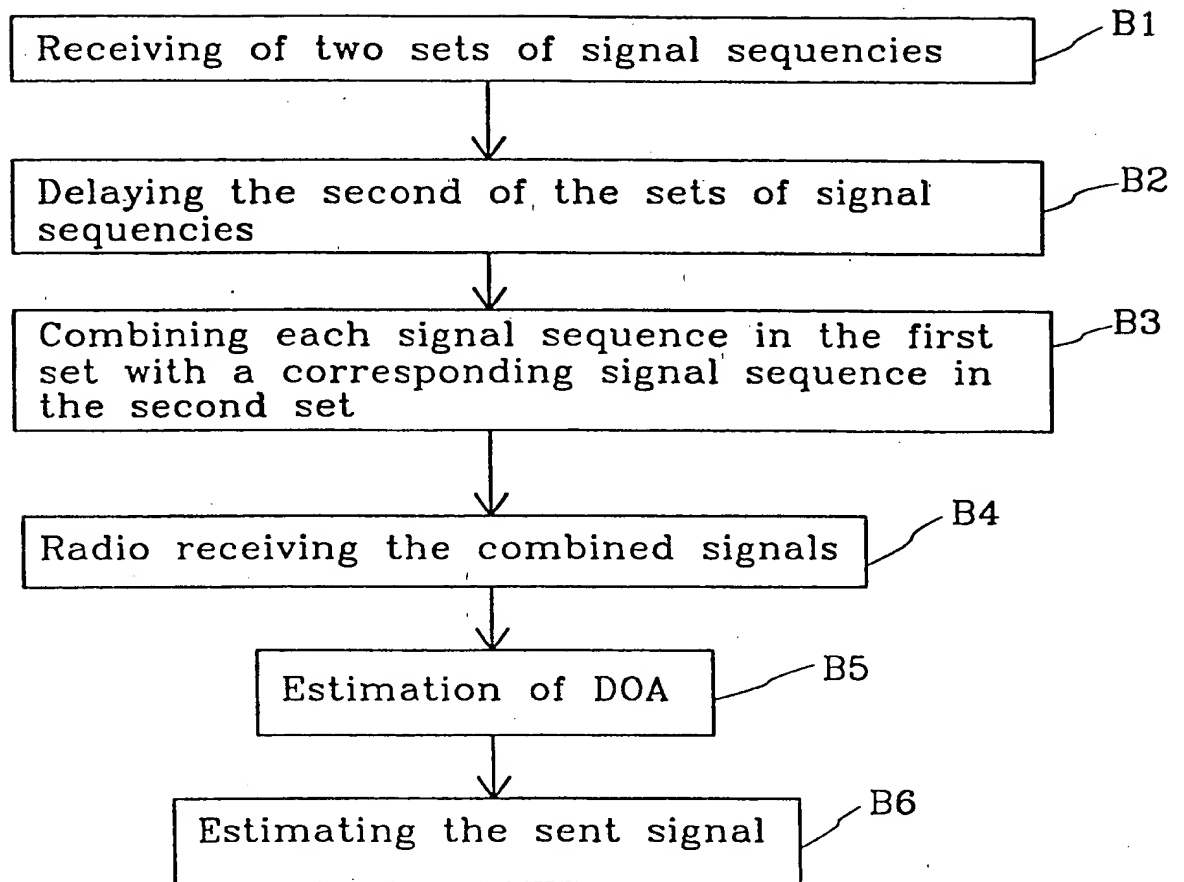 B1
Receiving of two sets of signal sequencies
B2
Delaying the second of the sets of signal
sequencies
B3
Combining each signal sequence in the first
set with a corresponding signal sequence in
the second set
B4
Radio receiving the combined signals
B5
Estimation of DOA
B6
Estimating the sent signal